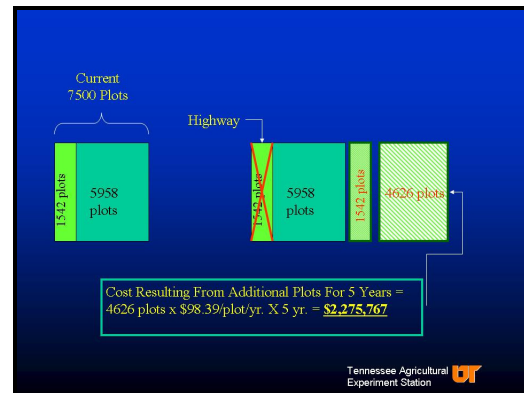 Current
7500 Plots
Highway
1542 plots
5958
plots
1542 plots
5958
plots
1542 plots
4626 plots
Cost Resulting From Additional Plots For 5 Years =
4626 plots x $98.39/plot/yr. X 5 yr. = $2,275,767
Tennessee Agricultural
Experiment Station
UT